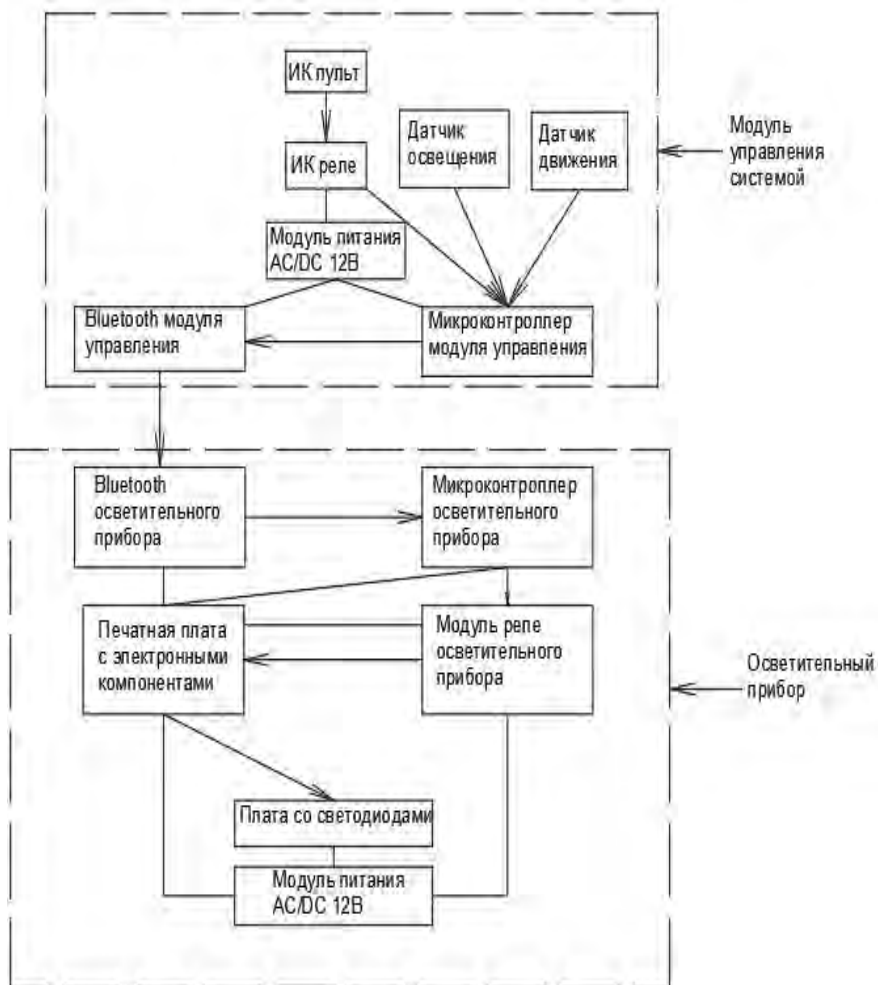 ИК пульт
ИК реле
Датчик
освещения
Датчик
движения
Модуль
управления
системой
Модуль питания
AC/DC 12В
Bluetooth модуля
управления
Микроконтроллер
модуля управления
Bluetooth
осветительного
прибора
Микроконтроллер
осветительного
прибора
Печатная плата
с электронными
компонентами
Модуль реле
осветительного
прибора
Осветительный
прибор
Плата со светодиодами
Модуль питания
AC/DC 12В